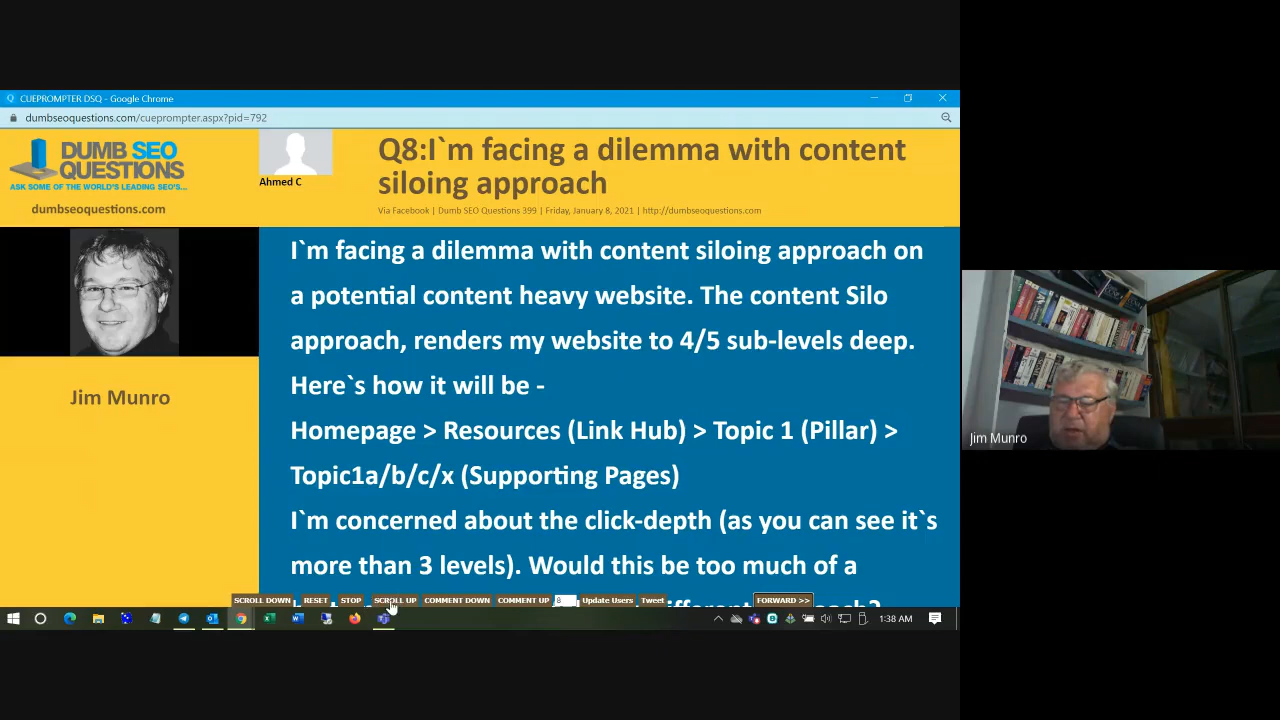 CUEPROMPTER DSQ - Google Chrome
dumbseoquestions.com/cueprompter.aspx?pid=792
DUMB SEO
QUESTIONS
ASK SOME OF THE WORLD'S LEADING SEO'S...
dumbseoquestions.com
Ahmed C
Q8:I`m facing a dilemma with content
siloing approach
Via Facebook | Dumb SEO Questions 399 | Friday, January 8, 2021 | http://dumbseoquestions.com
Jim Munro
I`m facing a dilemma with content siloing approach on
a potential content heavy website. The content Silo
approach, renders my website to 4/5 sub-levels deep.
Here`s how it will be -
Homepage > Resources (Link Hub) > Topic 1 (Pillar) >
Topic1a/b/c/x (Supporting Pages)
I`m concerned about the click-depth (as you can see it`s
more than 3 levels). Would this be too much of a
SCROLL DOWN RESET STOP SCROLL UP COMMENT DOWN COMMENT UP 8 Update Users Tweet FORWARD >>
1:38 AM
Jim Munro